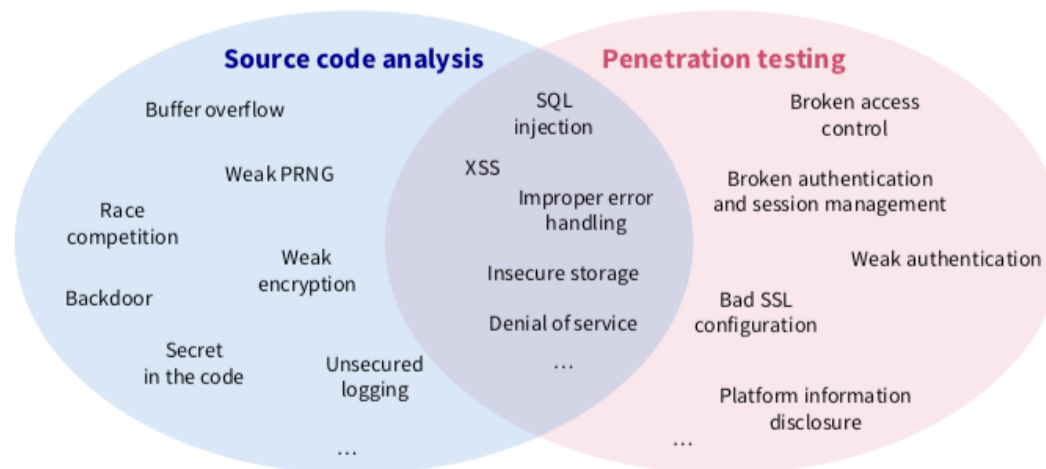 Source code analysis
Buffer overflow
Weak PRNG
Race
competition
Weak
encryption
Backdoor
Secret
in the code
Unsecured
logging
…
SQL
injection
XSS
Improper error
handling
Insecure storage
Denial of service
…
Penetration testing
Broken access
control
Broken authentication
and session management
Weak authentication
Bad SSL
configuration
Platform information
disclosure
…